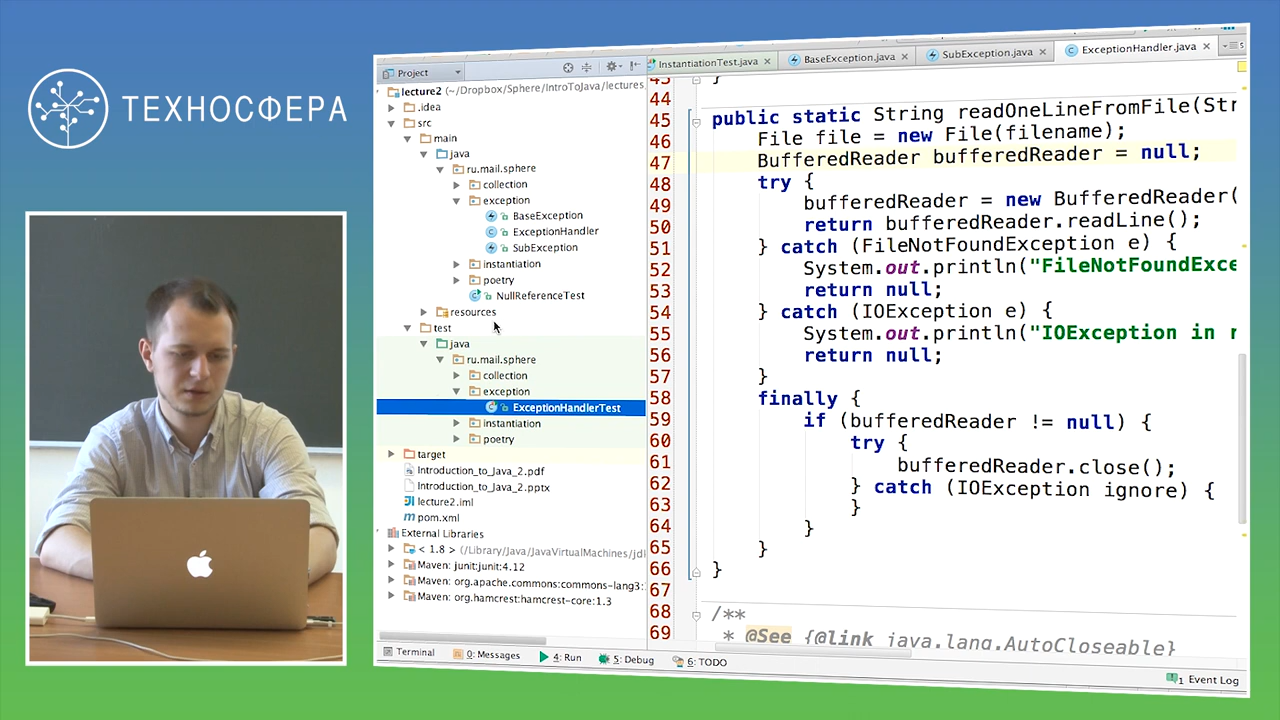 ТЕХНОСФЕРА
Project
lecture2 (~/Dropbox/Sphere/IntroToJava/lectures
.idea
src
main
java
ru.mail.sphere
collection
exception
BaseException
ExceptionHandler
SubException
instantiation
poetry
NullReferenceTest
resources
test
java
ru.mail.sphere
collection
exception
ExceptionHandlerTest
instantiation
poetry
target
Introduction_to_Java_2.pdf
Introduction_to_Java_2.pptx
lecture2.iml
pom.xml
External Libraries
< 1.8 > (/Library/Java/JavaVirtualMachines/jd
Maven: junit:junit:4.12
Maven: org.apache.commons:commons-lang3:
Maven: org.hamcrest:hamcrest-core:1.3
InstantiationTest.java
BaseException.java
SubException.java
ExceptionHandler.java
43 }
44
45 public static String readOneLineFromFile(Str
46 File file = new File(filename);
47 BufferedReader bufferedReader = null;
48 try {
49 bufferedReader = new BufferedReader(
50 return bufferedReader.readLine();
51 } catch (FileNotFoundException e) {
52 System.out.println("FileNotFoundExce
53 return null;
54 } catch (IOException e) {
55 System.out.println("IOException in r
56 return null;
57 }
58 finally {
59 if (bufferedReader != null) {
60 try {
61 bufferedReader.close();
62 } catch (IOException ignore) {
63 }
64 }
65 }
66 }
67
68 /**
69 * @See {@link java.lang.AutoCloseable}
Terminal
0: Messages
4: Run
5: Debug
6: TODO
1 Event Log